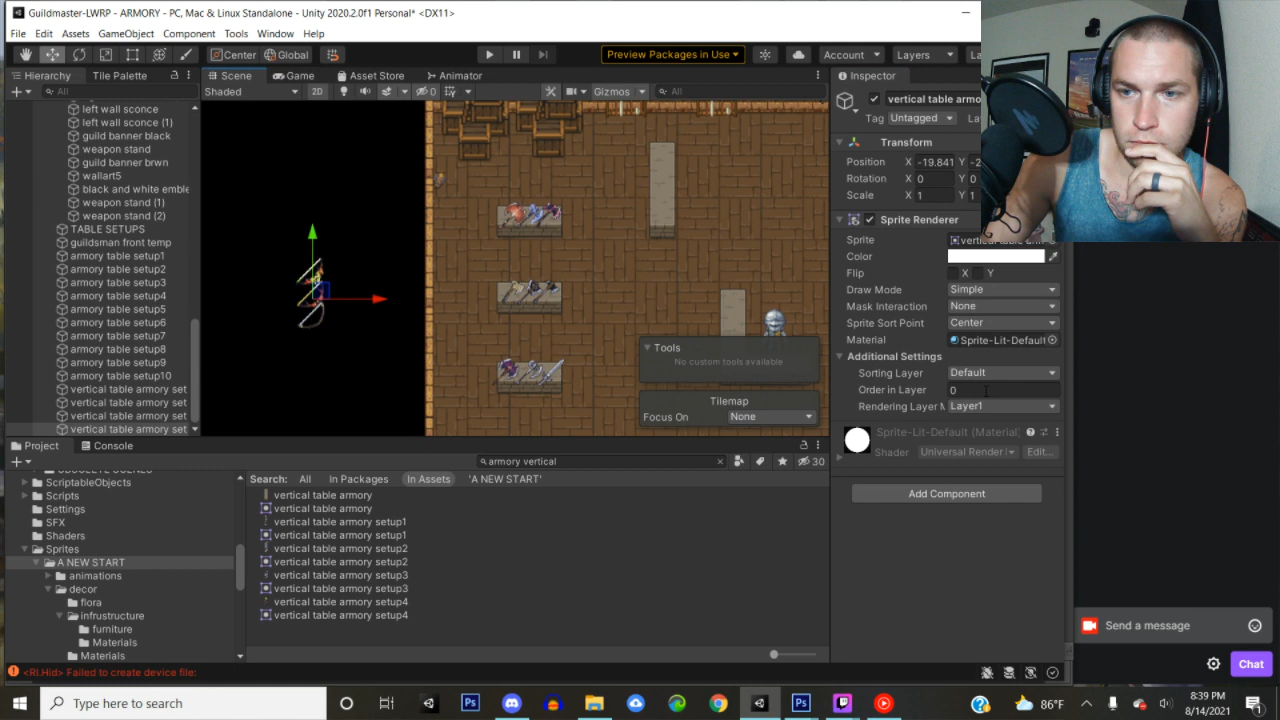 Guildmaster-LWRP - ARMORY - PC, Mac & Linux Standalone - Unity 2020.2.0f1 Personal* <DX11>
File Edit Assets GameObject Component Tools Window Help
Center Global Preview Packages in Use Account Layers La
Hierarchy Tile Palette Scene Game Asset Store Animator Inspector
All Shaded 2D 0 Gizmos All
left wall sconce
left wall sconce (1)
guild banner black
weapon stand
guild banner brwn
wallart5
black and white emble
weapon stand (1)
weapon stand (2)
TABLE SETUPS
guildsman front temp
armory table setup1
armory table setup2
armory table setup3
armory table setup4
armory table setup5
armory table setup6
armory table setup7
armory table setup8
armory table setup9
armory table setup10
vertical table armory set
vertical table armory set
vertical table armory set
vertical table armory set
Tools
No custom tools available
Tilemap
Focus On None
vertical table armo
Tag Untagged La
Transform
Position X -19.841 Y -2
Rotation X 0 Y 0
Scale X 1 Y 1
Sprite Renderer
Sprite
Color
Flip X Y
Draw Mode Simple
Mask Interaction None
Sprite Sort Point Center
Material Sprite-Lit-Default
Additional Settings
Sorting Layer Default
Order in Layer 0
Rendering Layer M Layer1
Sprite-Lit-Default (Material)
Shader Universal Render Edit...
Add Component
Project Console
armory vertical 30
Search: All In Packages In Assets 'A NEW START'
ScriptableObjects
Scripts
Settings
SFX
Shaders
Sprites
A NEW START
animations
decor
flora
infrustructure
furniture
Materials
Materials
vertical table armory
vertical table armory
vertical table armory setup1
vertical table armory setup1
vertical table armory setup2
vertical table armory setup2
vertical table armory setup3
vertical table armory setup3
vertical table armory setup4
vertical table armory setup4
<RI.Hid> Failed to create device file:
Send a message
Chat
Type here to search
Ps
Ps
86°F
8:39 PM
8/14/2021
1